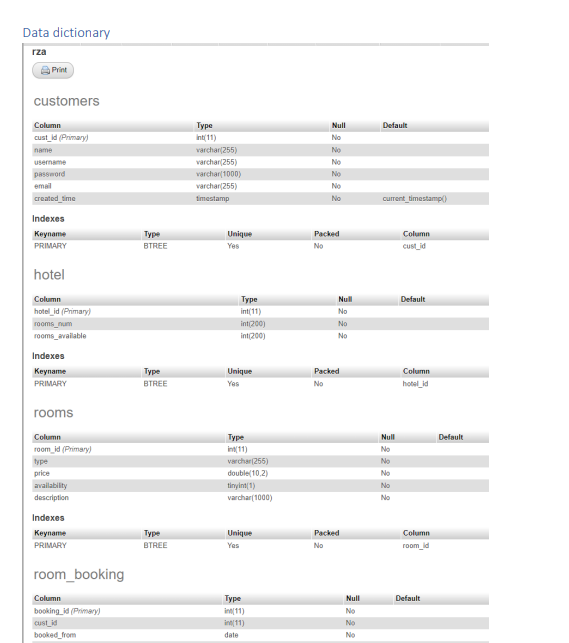 Data dictionary
rza
Print
customers
Column Type Null Default
cust_id (Primary) int(11) No
name varchar(255) No
username varchar(255) No
password varchar(1000) No
email varchar(255) No
created_time timestamp No current_timestamp()
Indexes
Keyname Type Unique Packed Column
PRIMARY BTREE Yes No cust_id
hotel
Column Type Null Default
hotel_id (Primary) int(11) No
rooms_num int(200) No
rooms_available int(200) No
Indexes
Keyname Type Unique Packed Column
PRIMARY BTREE Yes No hotel_id
rooms
Column Type Null Default
room_id (Primary) int(11) No
type varchar(255) No
price double(10,2) No
availability tinyint(1) No
description varchar(1000) No
Indexes
Keyname Type Unique Packed Column
PRIMARY BTREE Yes No room_id
room_booking
Column Type Null Default
booking_id (Primary) int(11) No
cust_id int(11) No
booked_from date No